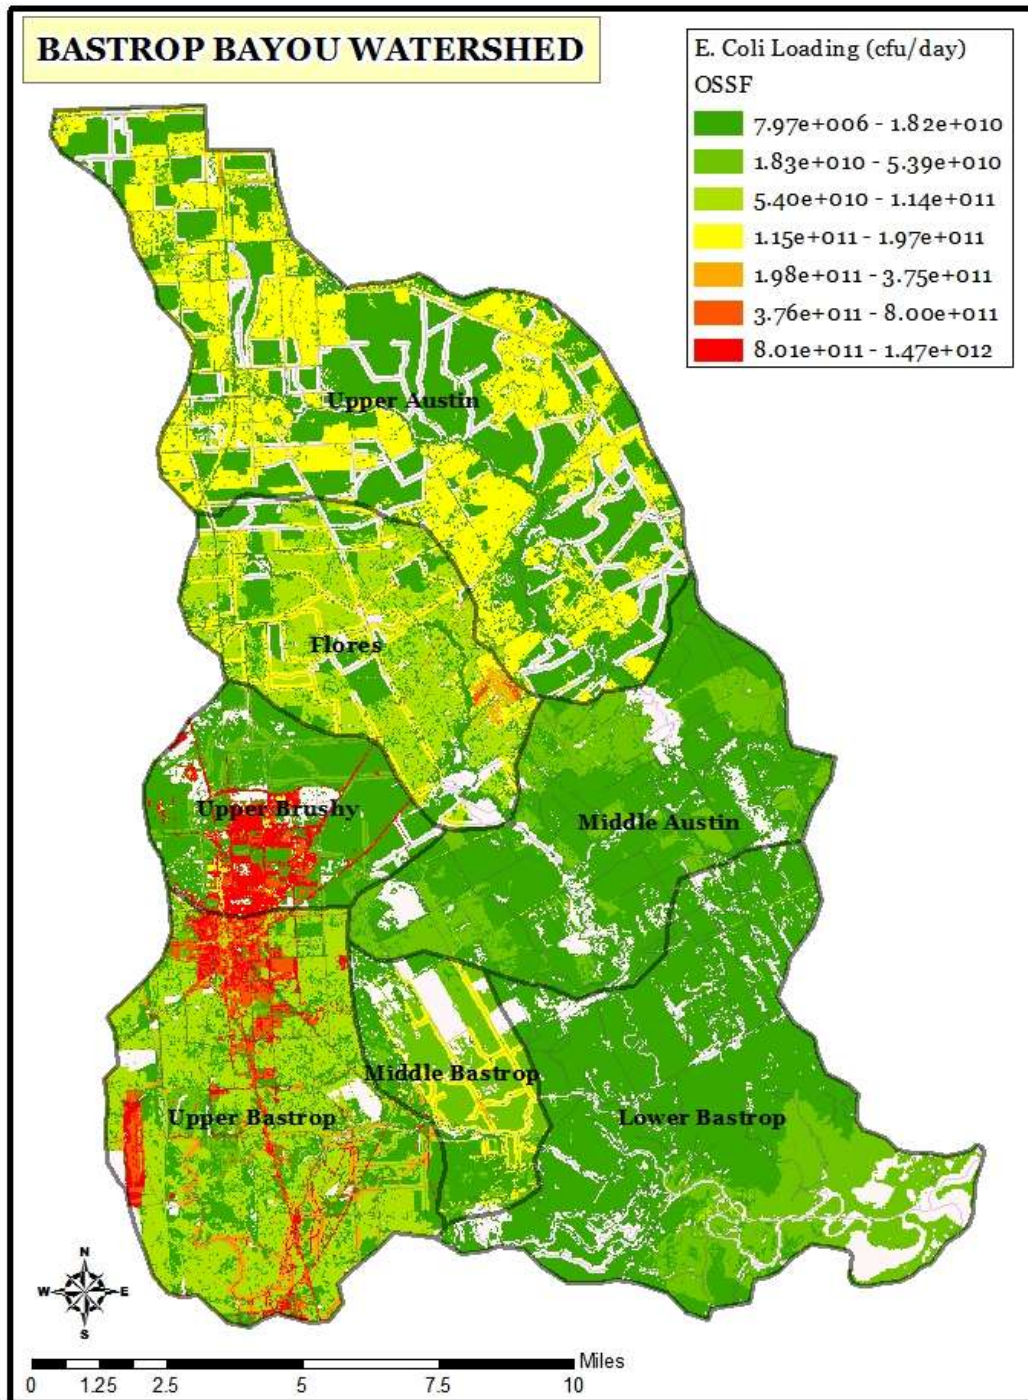 BASTROP BAYOU WATERSHED
E. Coli Loading (cfu/day)
OSSF
7.97e+006 - 1.82e+010
1.83e+010 - 5.39e+010
5.40e+010 - 1.14e+011
1.15e+011 - 1.97e+011
1.98e+011 - 3.75e+011
3.76e+011 - 8.00e+011
8.01e+011 - 1.47e+012
Upper Austin
Flores
Upper Brushy
Middle Austin
Middle Bastrop
Upper Bastrop
Lower Bastrop
N
W E
S
Miles
0 1.25 2.5 5 7.5 10